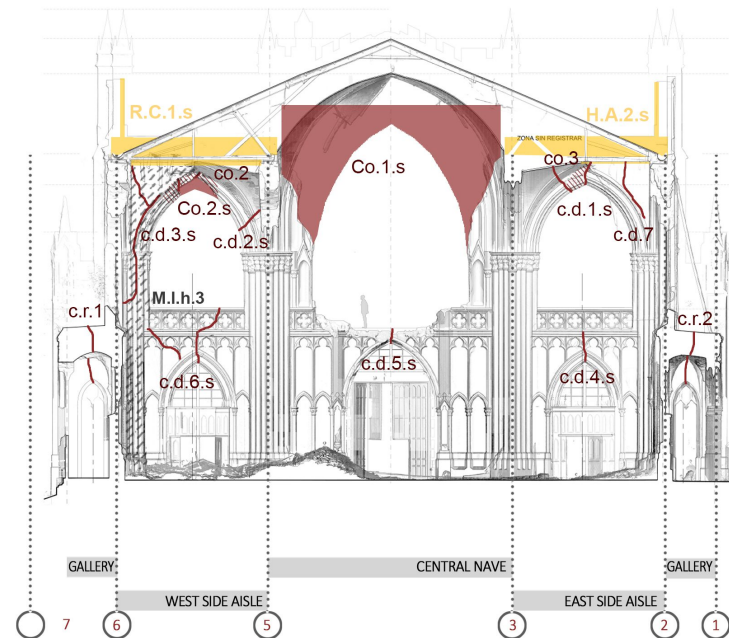 R.C.1.s
H.A.2.s
ZONA SIN REGISTRAR
Co.1.s
co.2
co.3
Co.2.s
c.d.1.s
c.d.3.s
c.d.2.s
c.d.7
M.I.h.3
c.r.1
c.r.2
c.d.6.s
c.d.5.s
c.d.4.s
GALLERY
CENTRAL NAVE
GALLERY
WEST SIDE AISLE
EAST SIDE AISLE
7
6
5
3
2
1